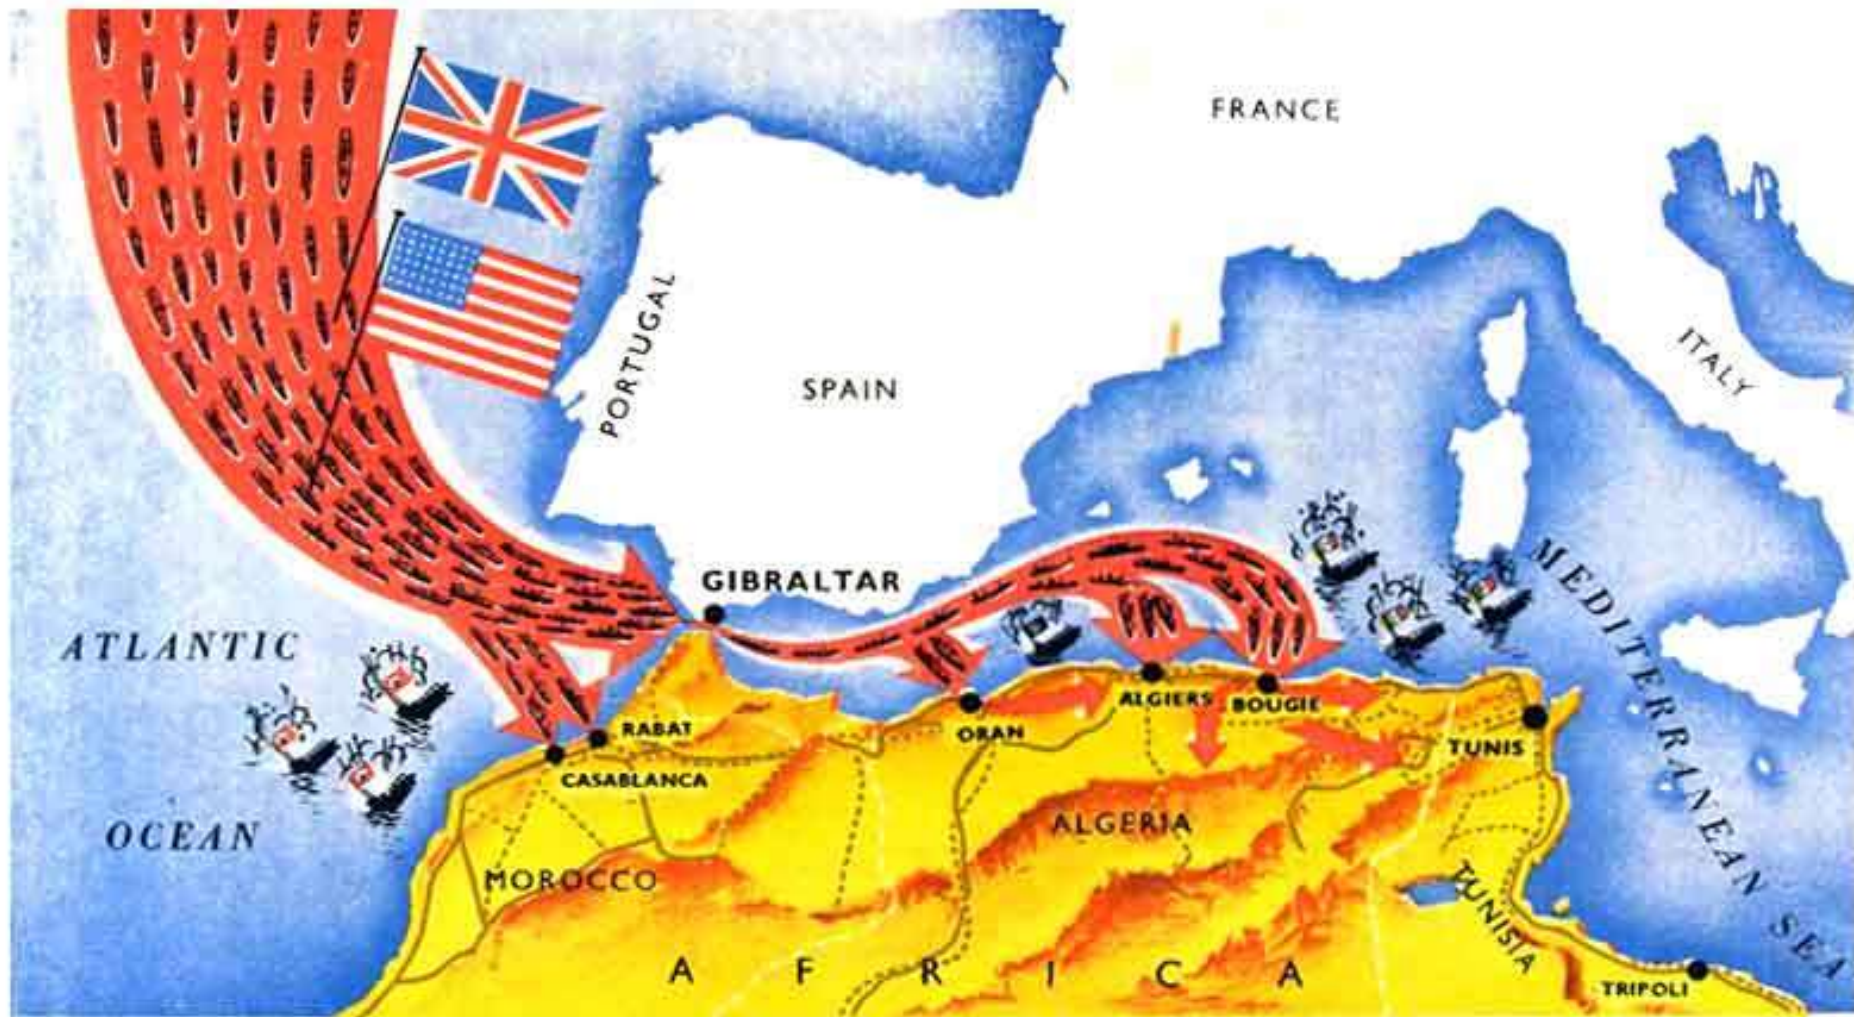 FRANCE
PORTUGAL
SPAIN
ITALY
GIBRALTAR
MEDITERRANEAN SEA
ATLANTIC
OCEAN
RABAT
CASABLANCA
ORAN
ALGIERS
BOUGIE
TUNIS
MOROCCO
ALGERIA
TUNISIA
AFRICA
TRIPOLI